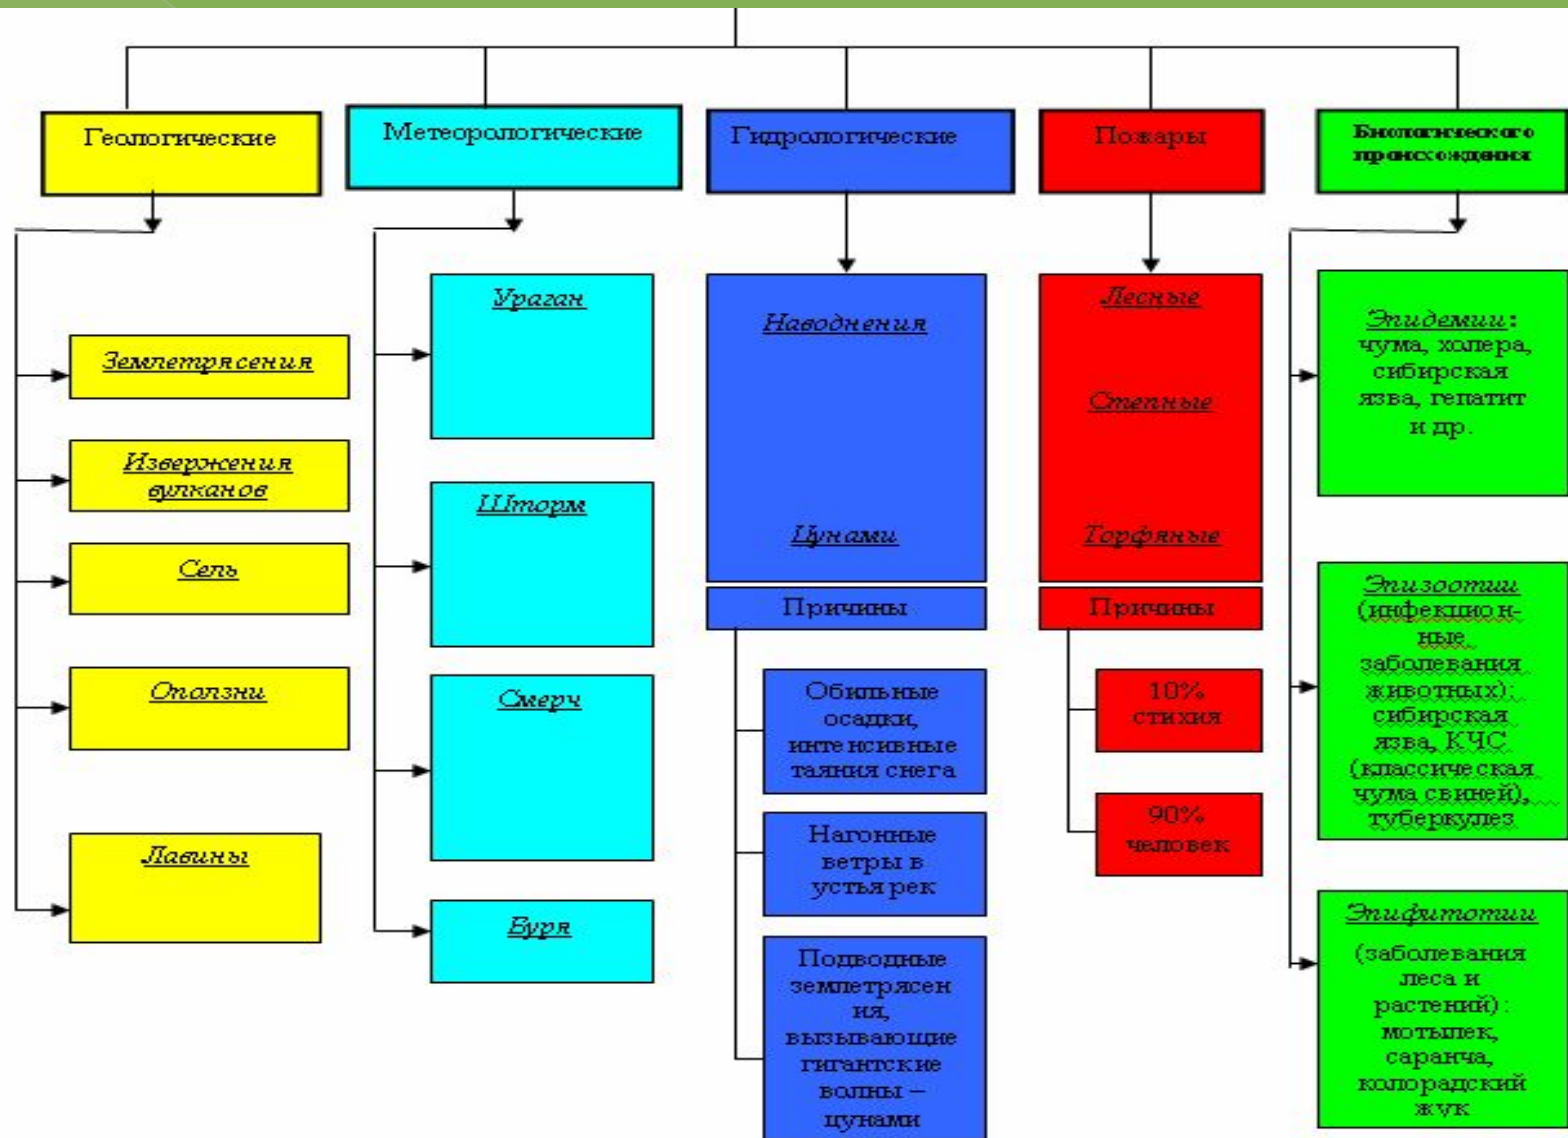 Геологические
Метеорологические
Гидрологические
Пожары
Биологического
происхождения
Землетрясения
Извержения
вулканов
Сель
Оползни
Лавины
Ураган
Шторм
Смерч
Буря
Наводнения
Цунами
Причины
Обильные
осадки,
интенсивные
таяния снега
Нагонные
ветры в
устья рек
Подводные
землетрясен
ия,
вызывающие
гигантские
волны –
цунами
Лесные
Степные
Торфяные
Причины
10%
стихия
90%
человек
Эпидемии:
чума, холера,
сибирская
язва, гепатит
и др.
Эпизоотии
(инфекцион-
ные
заболевания
животных):
сибирская
язва, КЧС
(классическая
чума свиней),
туберкулез
Эпифитотии
(заболевания
леса и
растений):
мотылек,
саранча,
колорадский
жук